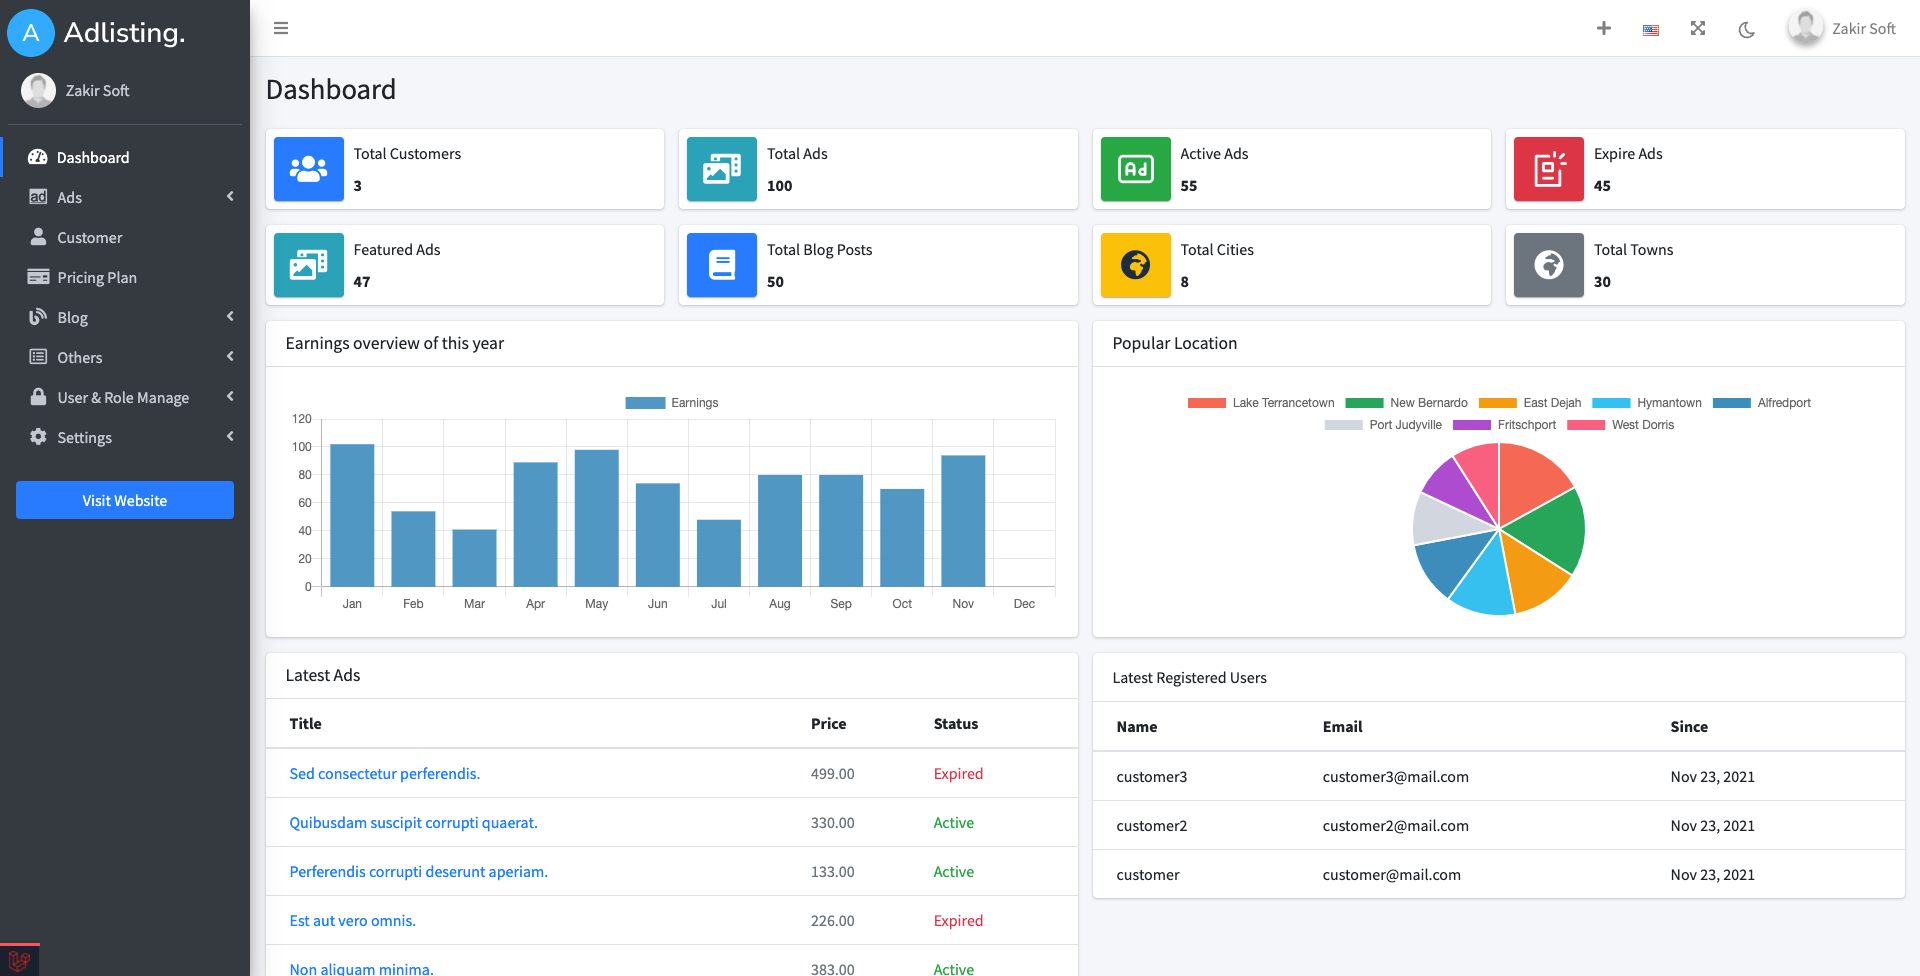 A Adlisting.
Zakir Soft
Dashboard
Ads
Customer
Pricing Plan
Blog
Others
User & Role Manage
Settings
Visit Website
Zakir Soft
Dashboard
Total Customers
3
Total Ads
100
Ad
Active Ads
55
Expire Ads
45
Featured Ads
47
Total Blog Posts
50
Total Cities
8
Total Towns
30
Earnings overview of this year
Earnings
120
100
80
60
40
20
0
Jan Feb Mar Apr May Jun Jul Aug Sep Oct Nov Dec
Popular Location
Lake Terrancetown New Bernardo East Dejah Hymantown Alfredport
Port Judyville Fritschport West Dorris
Latest Ads
Title Price Status
Sed consectetur perferendis. 499.00 Expired
Quibusdam suscipit corrupti quaerat. 330.00 Active
Perferendis corrupti deserunt aperiam. 133.00 Active
Est aut vero omnis. 226.00 Expired
Non aliquam minima. 383.00 Active
Latest Registered Users
Name Email Since
customer3 customer3@mail.com Nov 23, 2021
customer2 customer2@mail.com Nov 23, 2021
customer customer@mail.com Nov 23, 2021